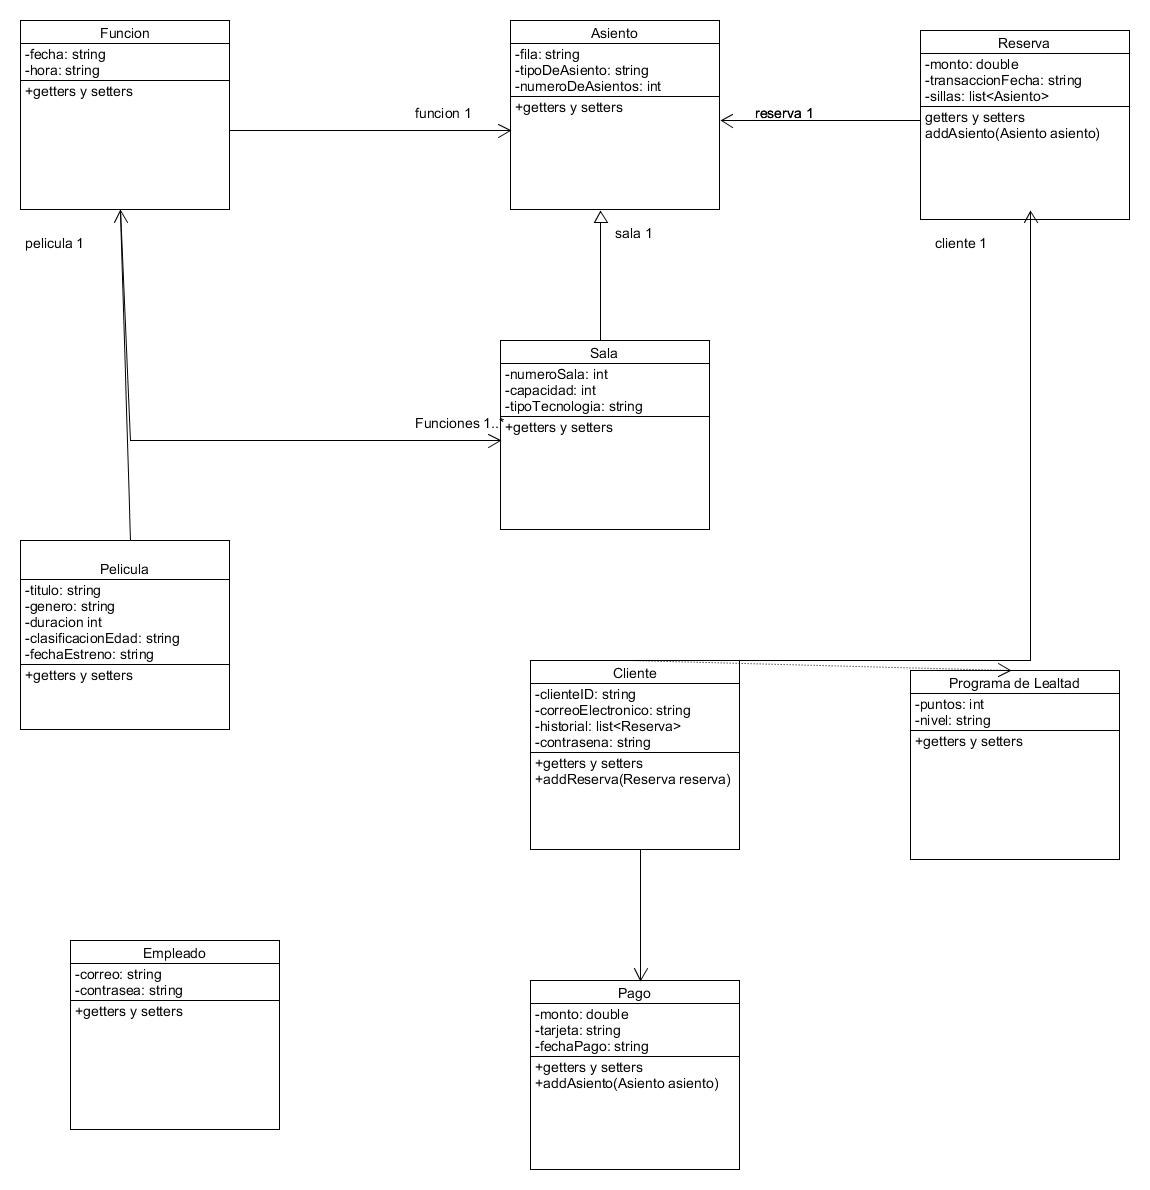 Funcion
-fecha: string
-hora: string
+getters y setters
funcion 1
Asiento
-fila: string
-tipoDeAsiento: string
-numeroDeAsientos: int
+getters y setters
reserva 1
Reserva
-monto: double
-transaccionFecha: string
-sillas: list<Asiento>
getters y setters
addAsiento(Asiento asiento)
pelicula 1
sala 1
cliente 1
Sala
-numeroSala: int
-capacidad: int
-tipoTecnologia: string
+getters y setters
Funciones 1..*
Pelicula
-titulo: string
-genero: string
-duracion int
-clasificacionEdad: string
-fechaEstreno: string
+getters y setters
Cliente
-clienteID: string
-correoElectronico: string
-historial: list<Reserva>
-contrasena: string
+getters y setters
+addReserva(Reserva reserva)
Programa de Lealtad
-puntos: int
-nivel: string
+getters y setters
Empleado
-correo: string
-contrasea: string
+getters y setters
Pago
-monto: double
-tarjeta: string
-fechaPago: string
+getters y setters
+addAsiento(Asiento asiento)